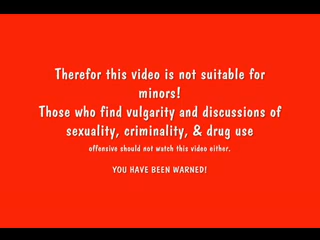 Therefor this video is not suitable for
minors!
Those who find vulgarity and discussions of
sexuality, criminality, & drug use
offensive should not watch this video either.
YOU HAVE BEEN WARNED!